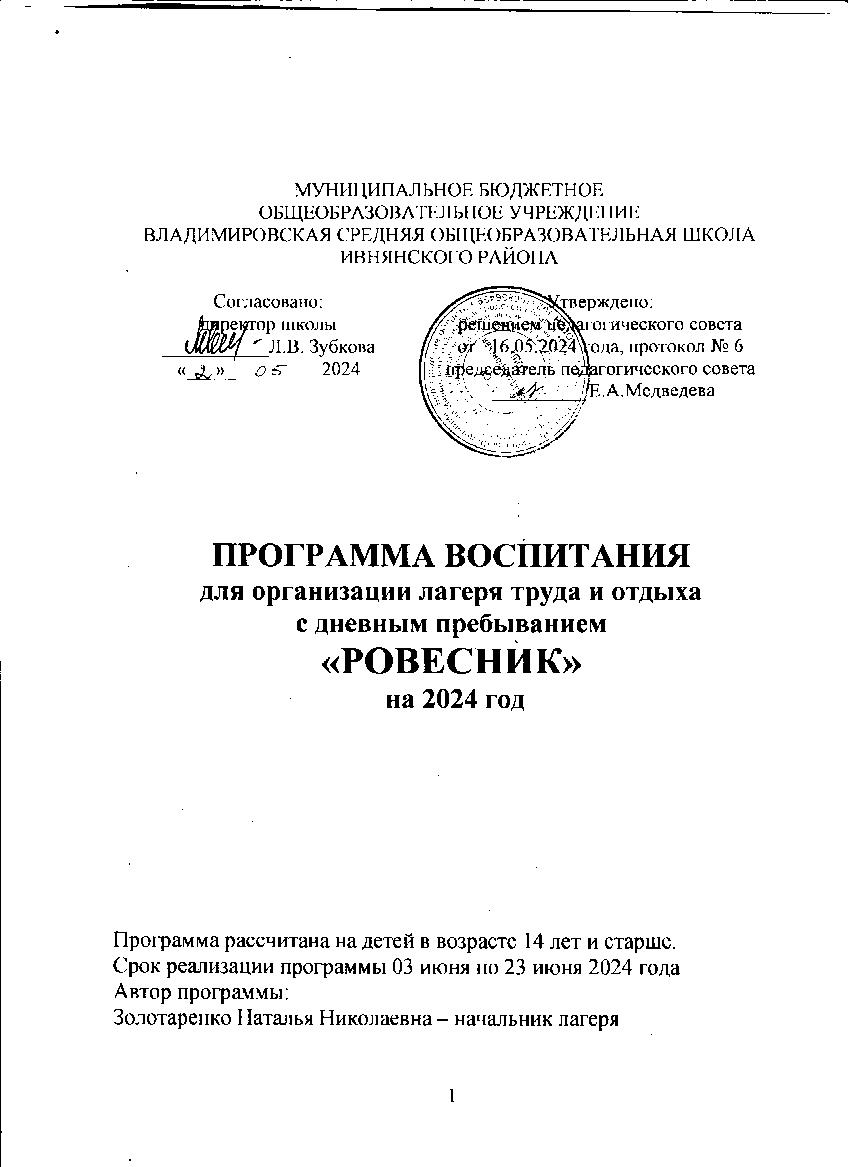 МУНИЦИПАЛЬНОЕ БЮДЖЕТНОЕ
ОБЩЕОБРАЗОВАТЕЛЬНОЕ УЧРЕЖДЕНИЕ
ВЛАДИМИРОВСКАЯ СРЕДНЯЯ ОБЩЕОБРАЗОВАТЕЛЬНАЯ ШКОЛА
ИВНЯНСКОГО РАЙОНА
Согласовано:
директор школы
Л.В. Зубкова
«2» 05 2024
Утверждено:
решением педагогического совета
от 16.05.2024 года, протокол № 6
председатель педагогического совета
Е.А.Медведева
ПРОГРАММА ВОСПИТАНИЯ
для организации лагеря труда и отдыха
с дневным пребыванием
«РОВЕСНИК»
на 2024 год
Программа рассчитана на детей в возрасте 14 лет и старше.
Срок реализации программы 03 июня по 23 июня 2024 года
Автор программы:
Золотаренко Наталья Николаевна – начальник лагеря
1